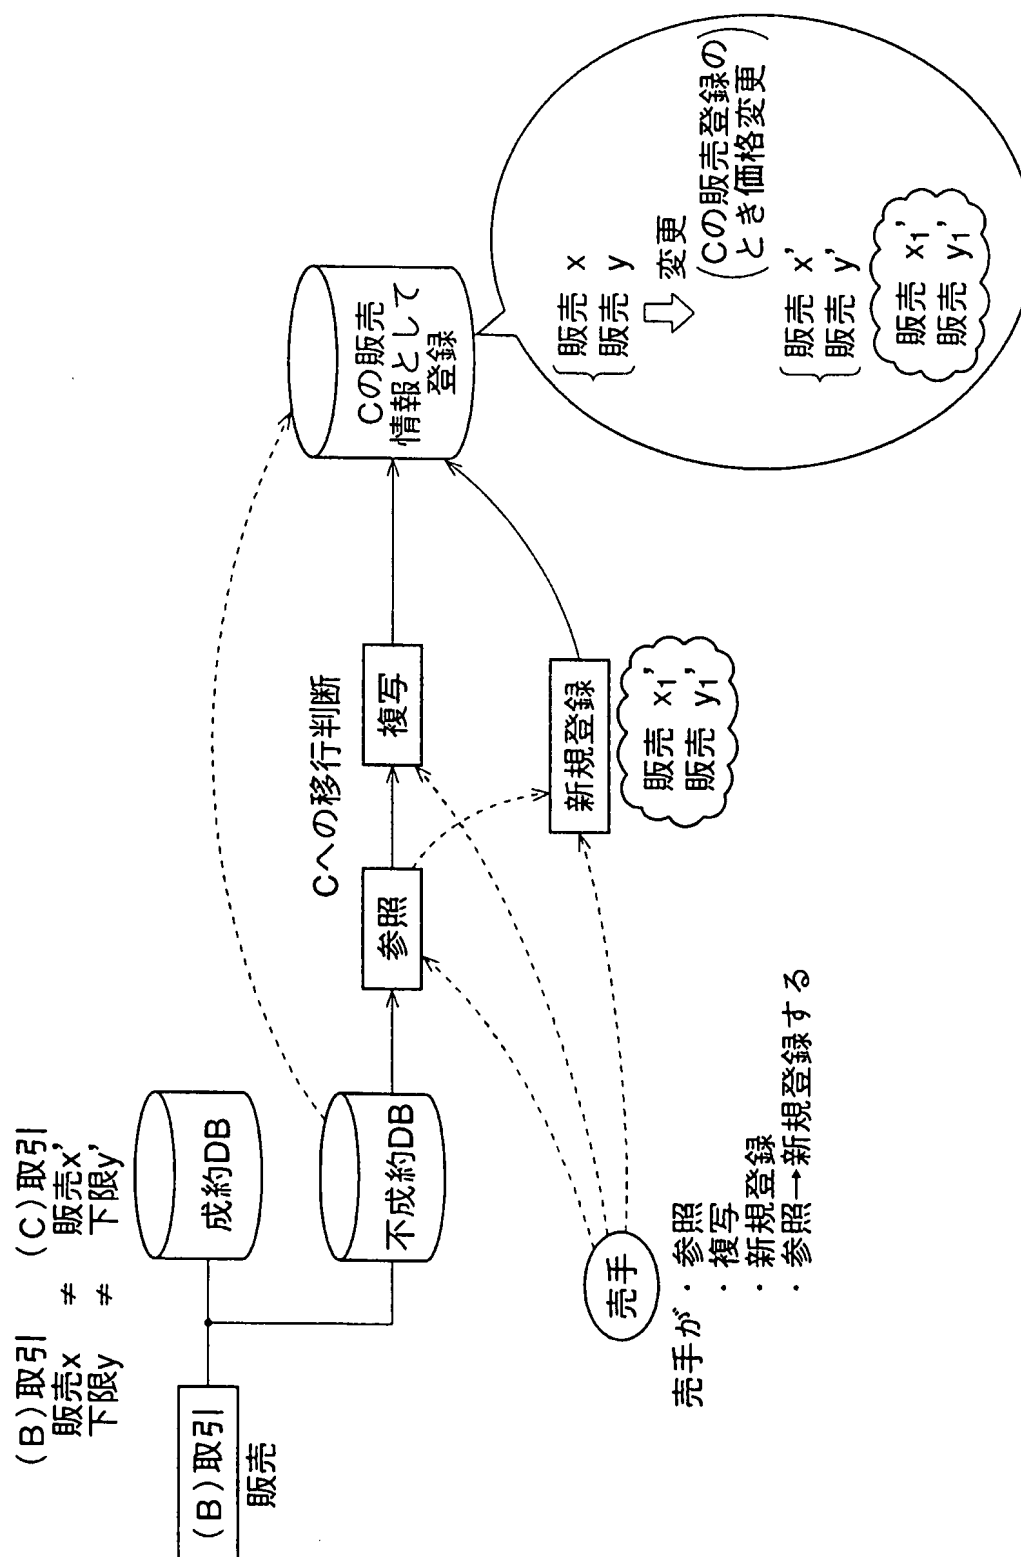 (B)取引 (C)取引
販売x ≠ 販売x'
下限y ≠ 下限y'
(B)取引
販売
成約DB
不成約DB
Cへの移行判断
参照
複写
新規登録
販売 x1'
販売 y1'
Cの販売
情報として
登録
売手
売手が・参照
・複写
・新規登録
・参照→新規登録する
販売 x
販売 y
変更
(Cの販売登録の
とき価格変更)
販売 x'
販売 y'
販売 x1'
販売 y1'